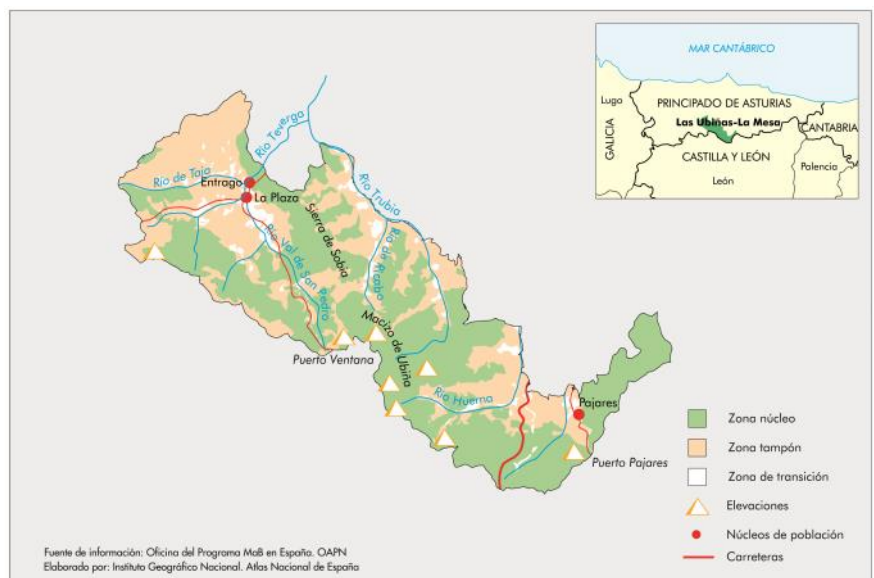 MAR CANTÁBRICO
Lugo
PRINCIPADO DE ASTURIAS
GALICIA
Las Ubiñas-La Mesa
CANTABRIA
CASTILLA Y LEÓN
Palencia
León
Río Teverga
Río de Taja
Entrago
La Plaza
Río Trubia
Sierra de Sobia
Río Val de San Pedro
Río de Ricabo
Macizo de Ubiña
Puerto Ventana
Río Huerna
Pajares
Puerto Pajares
Zona núcleo
Zona tampón
Zona de transición
Elevaciones
Núcleos de población
Carreteras
Fuente de información: Oficina del Programa MaB en España. OAPN
Elaborado por: Instituto Geográfico Nacional. Atlas Nacional de España